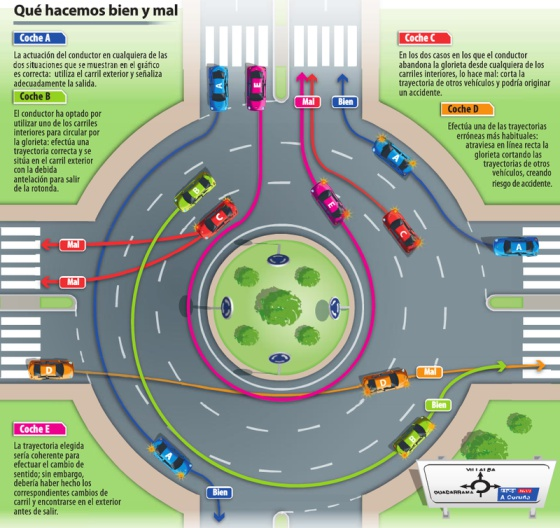 Qué hacemos bien y mal
Coche A
La actuación del conductor en cualquiera de las
dos situaciones que se muestran en el gráfico
es correcta: utiliza el carril exterior y señaliza
adecuadamente la salida.
Coche B
El conductor ha optado por
utilizar uno de los carriles
interiores para circular por
la glorieta: efectúa una
trayectoria correcta y se
sitúa en el carril exterior
con la debida
antelación para salir
de la rotonda.
Coche C
En los dos casos en los que el conductor
abandona la glorieta desde cualquiera de los
carriles interiores, lo hace mal: corta la
trayectoria de otros vehículos y podría originar
un accidente.
Coche D
Efectúa una de las trayectorias
erróneas más habituales:
atraviesa en línea recta la
glorieta cortando las
trayectorias de otros
vehículos, creando
riesgo de accidente.
A
E
Mal
Bien
A
B
C
E
C
A
Mal
Mal
D
D
Mal
Bien
B
A
Bien
Coche E
La trayectoria elegida
sería coherente para
efectuar el cambio de
sentido; sin embargo,
debería haber hecho los
correspondientes cambios de
carril y encontrarse en el exterior
antes de salir.
VILLALBA
GUADARRAMA
A Coruña